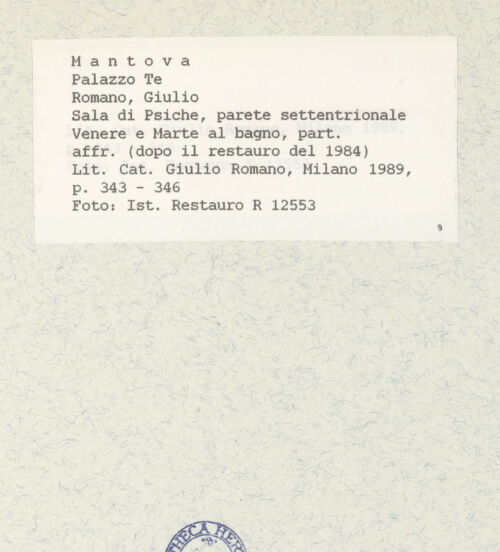 M a n t o v a
Palazzo Te
Romano, Giulio
Sala di Psiche, parete settentrionale
Venere e Marte al bagno, part.
affr. (dopo il restauro del 1984)
Lit. Cat. Giulio Romano, Milano 1989,
p. 343 - 346
Foto: Ist. Restauro R 12553
9